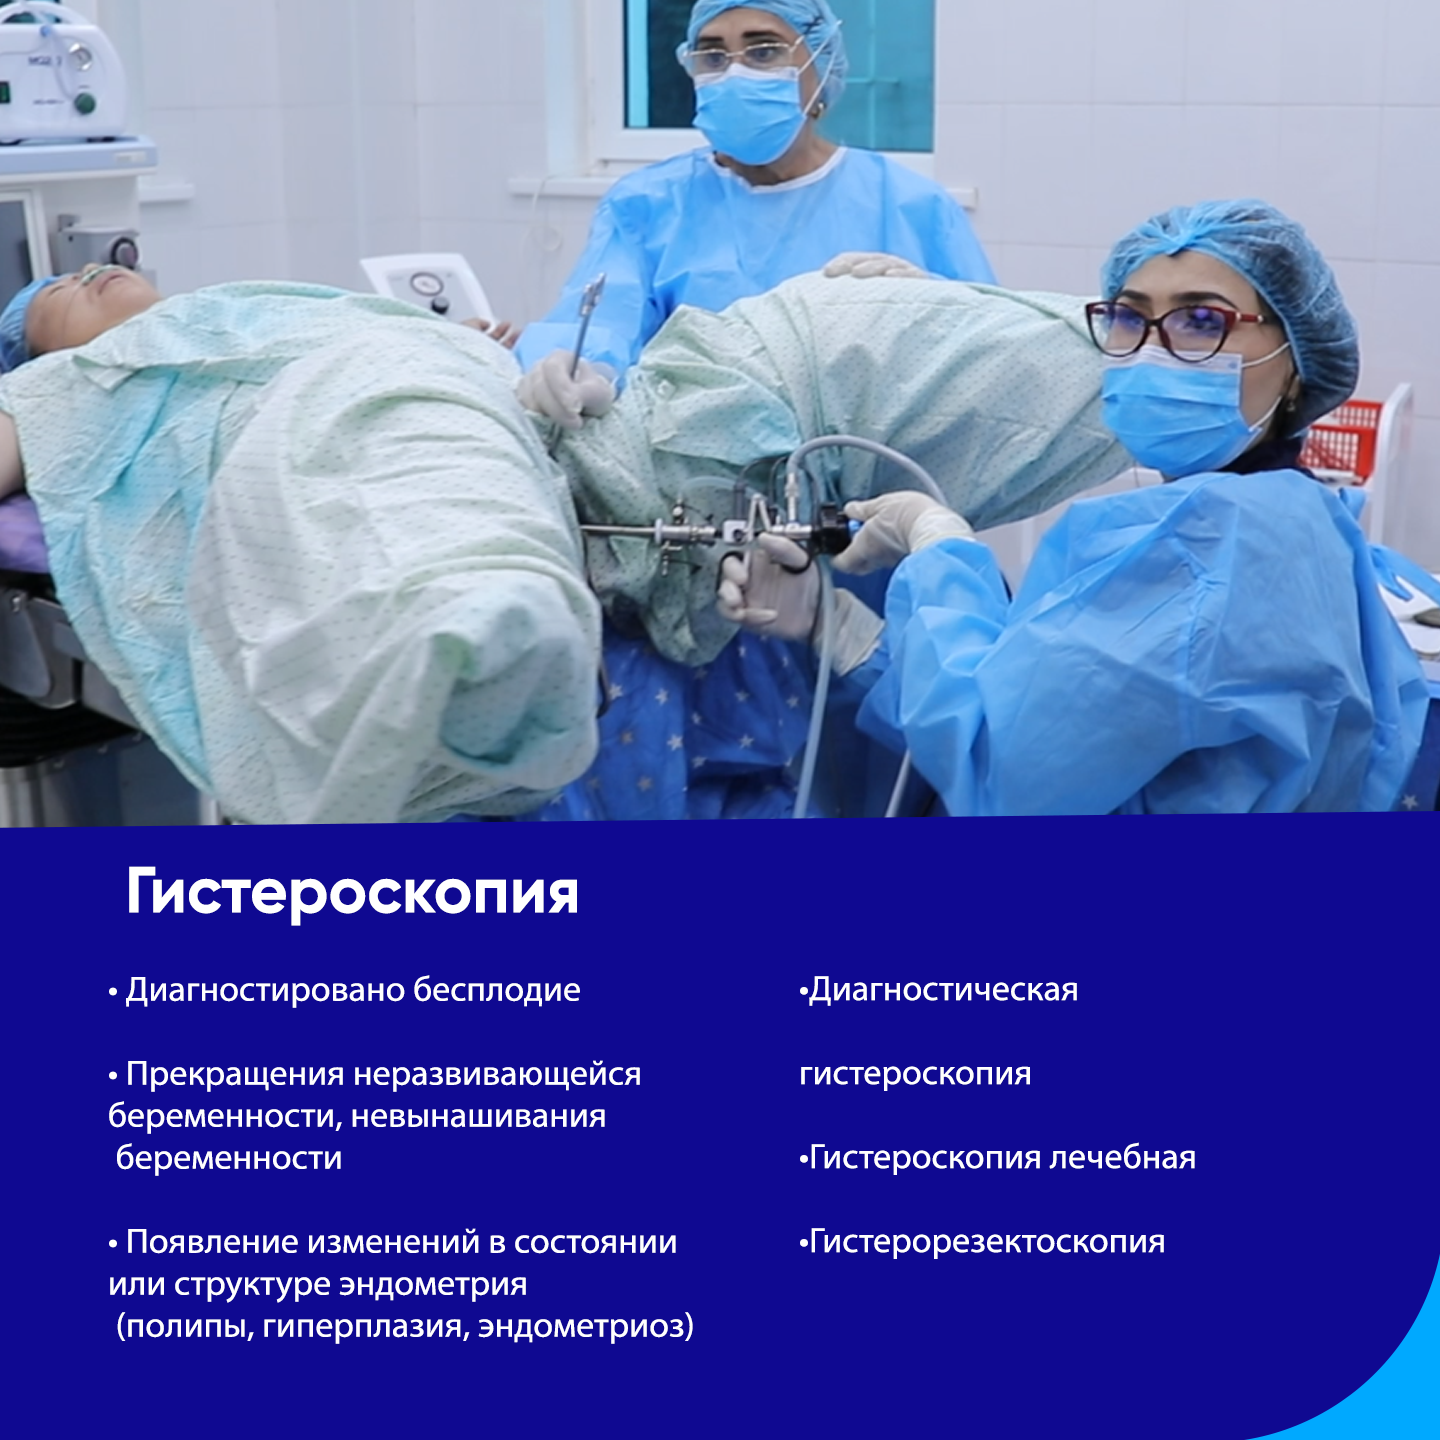 Гистероскопия
• Диагностировано бесплодие
• Прекращения неразвивающейся
беременности, невынашивания
беременности
• Появление изменений в состоянии
или структуре эндометрия
(полипы, гиперплазия, эндометриоз)
•Диагностическая
гистероскопия
•Гистероскопия лечебная
•Гистерорезектоскопия